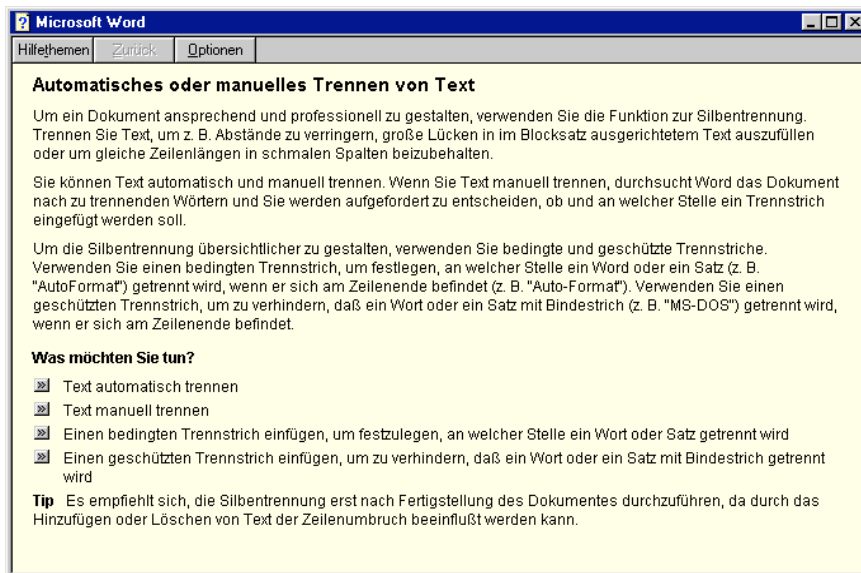 Microsoft Word
Hilfethemen Zurück Optionen
Automatisches oder manuelles Trennen von Text
Um ein Dokument ansprechend und professionell zu gestalten, verwenden Sie die Funktion zur Silbentrennung.
Trennen Sie Text, um z. B. Abstände zu verringern, große Lücken in im Blocksatz ausgerichtetem Text auszufüllen
oder um gleiche Zeilenlängen in schmalen Spalten beizubehalten.
Sie können Text automatisch und manuell trennen. Wenn Sie Text manuell trennen, durchsucht Word das Dokument
nach zu trennenden Wörtern und Sie werden aufgefordert zu entscheiden, ob und an welcher Stelle ein Trennstrich
eingefügt werden soll.
Um die Silbentrennung übersichtlicher zu gestalten, verwenden Sie bedingte und geschützte Trennstriche.
Verwenden Sie einen bedingten Trennstrich, um festlegen, an welcher Stelle ein Word oder ein Satz (z. B.
"AutoFormat") getrennt wird, wenn er sich am Zeilenende befindet (z. B. "Auto-Format"). Verwenden Sie einen
geschützten Trennstrich, um zu verhindern, daß ein Wort oder ein Satz mit Bindestrich (z. B. "MS-DOS") getrennt wird,
wenn er sich am Zeilenende befindet.
Was möchten Sie tun?
Text automatisch trennen
Text manuell trennen
Einen bedingten Trennstrich einfügen, um festzulegen, an welcher Stelle ein Wort oder Satz getrennt wird
Einen geschützten Trennstrich einfügen, um zu verhindern, daß ein Wort oder ein Satz mit Bindestrich getrennt
wird
Tip Es empfiehlt sich, die Silbentrennung erst nach Fertigstellung des Dokumentes durchzuführen, da durch das
Hinzufügen oder Löschen von Text der Zeilenumbruch beeinflußt werden kann.